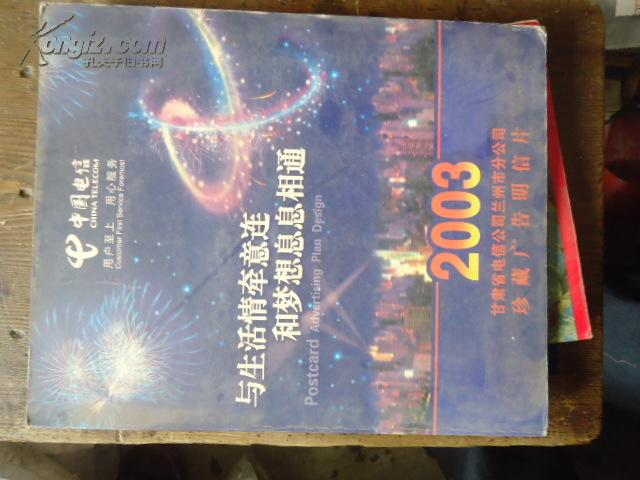 Kongfz.com
孔夫子旧书网
中国电信
CHINA TELECOM
用户至上 用心服务
Customer First Service Foremost
与生活情牵意连
和梦想息息相通
Postcard Advertising Plan Design
2003
甘肃省电信公司兰州市分公司
珍藏广告明信片